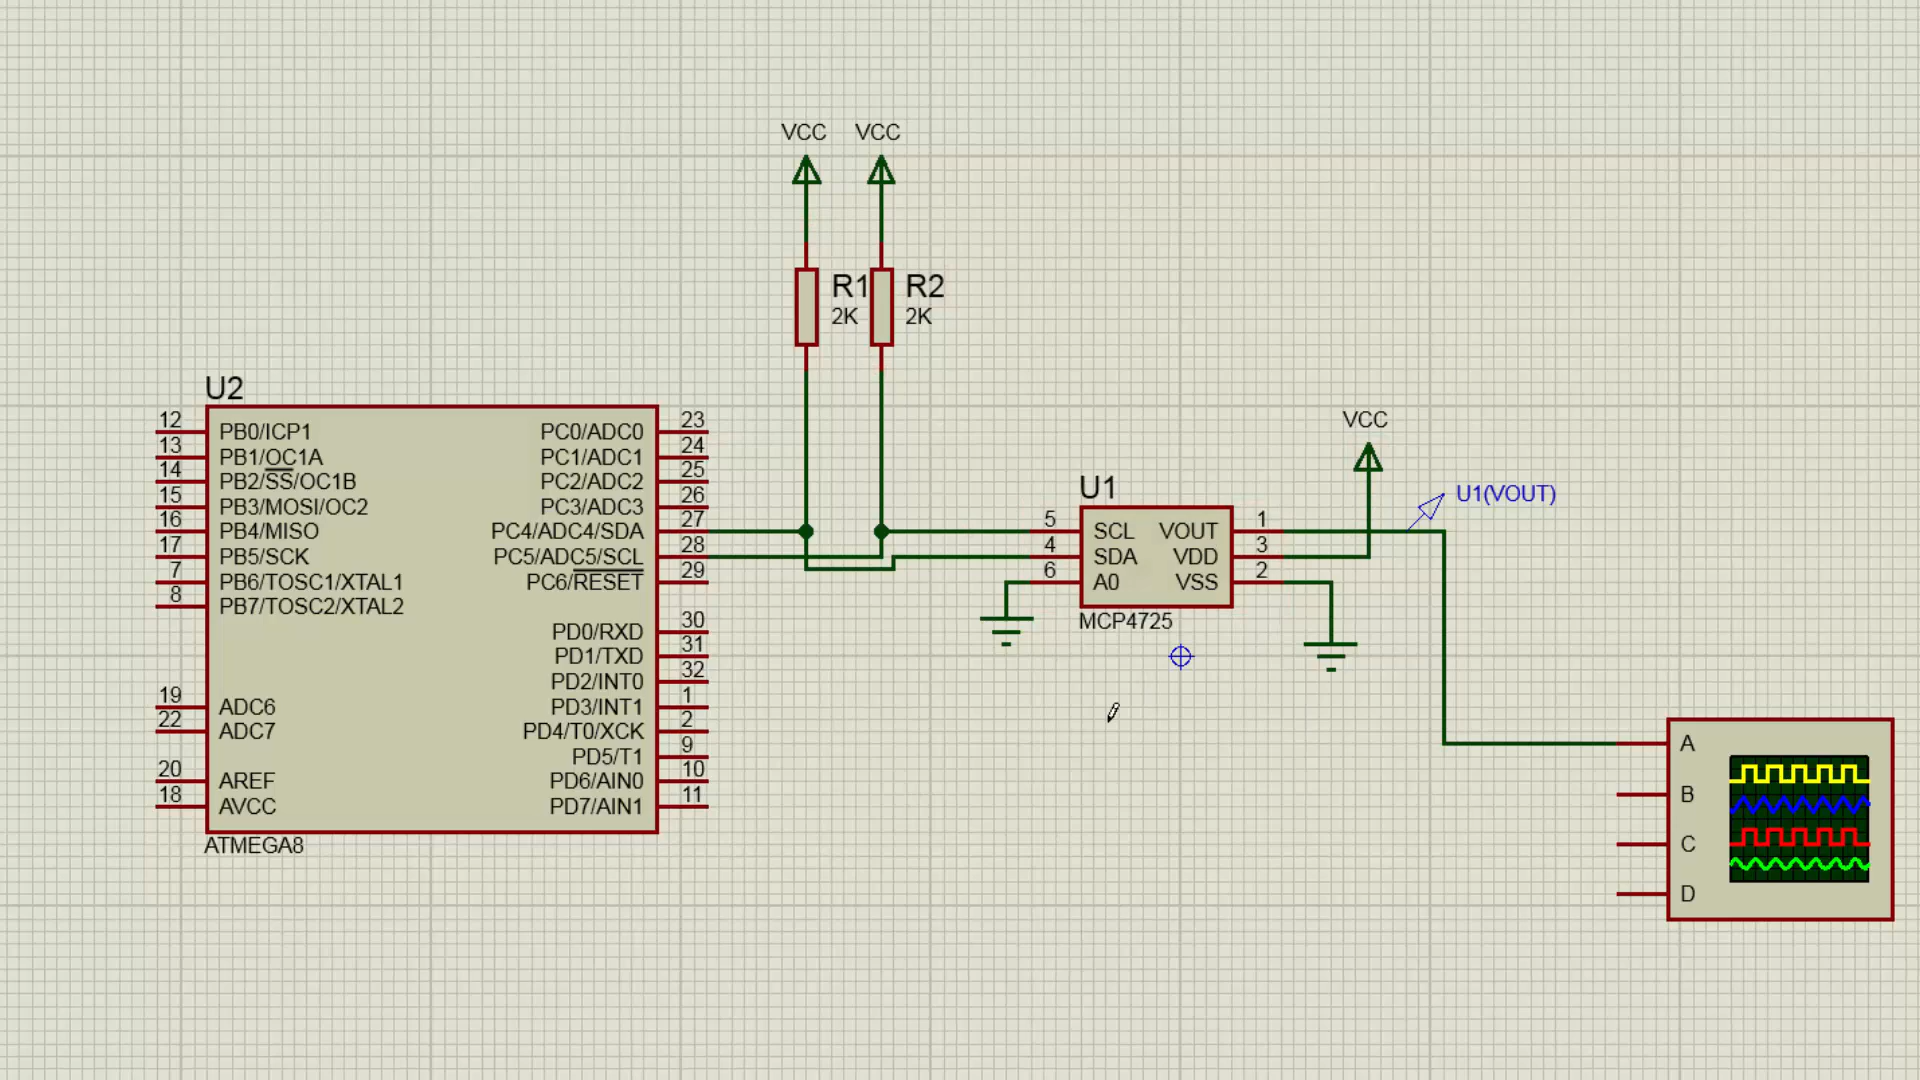 VCC VCC
R1 R2
2K 2K
U2
12 PB0/ICP1 PC0/ADC0 23
13 PB1/OC1A PC1/ADC1 24
14 PB2/SS/OC1B PC2/ADC2 25
15 PB3/MOSI/OC2 PC3/ADC3 26
16 PB4/MISO PC4/ADC4/SDA 27
17 PB5/SCK PC5/ADC5/SCL 28
7 PB6/TOSC1/XTAL1 PC6/RESET 29
8 PB7/TOSC2/XTAL2
PD0/RXD 30
PD1/TXD 31
PD2/INT0 32
19 ADC6 PD3/INT1 1
22 ADC7 PD4/T0/XCK 2
PD5/T1 9
20 AREF PD6/AIN0 10
18 AVCC PD7/AIN1 11
ATMEGA8
VCC
U1
U1(VOUT)
5 SCL VOUT 1
4 SDA VDD 3
6 A0 VSS 2
MCP4725
A
B
C
D